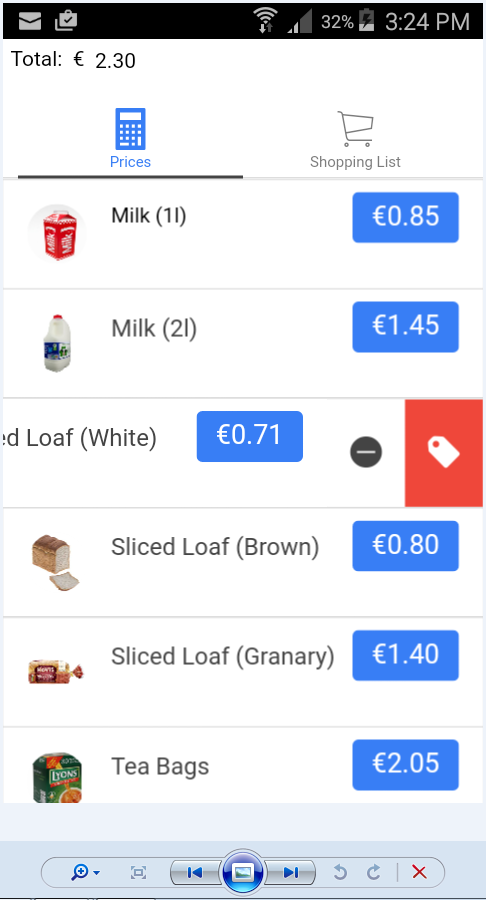 32% 3:24 PM
Total: € 2.30
Prices
Shopping List
Milk (1l) €0.85
Milk (2l) €1.45
ed Loaf (White) €0.71
Sliced Loaf (Brown) €0.80
Sliced Loaf (Granary) €1.40
LYONS
Tea Bags €2.05